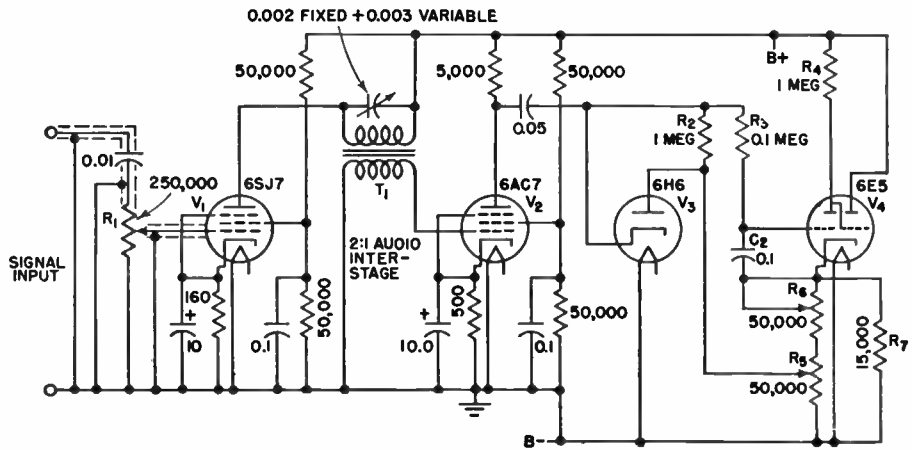 0.002 FIXED + 0.003 VARIABLE
50,000
5,000
50,000
B+
R4
1 MEG
0.01
250,000
R1
6SJ7
V1
T1
2:1 AUDIO
INTER-
STAGE
0.05
6AC7
V2
R2
1 MEG
R3
0.1 MEG
6H6
V3
6E5
V4
C2
0.1
SIGNAL
INPUT
160
+
10
0.1
50,000
500
+
10.0
0.1
50,000
R6
50,000
R5
50,000
15,000
R7
B-